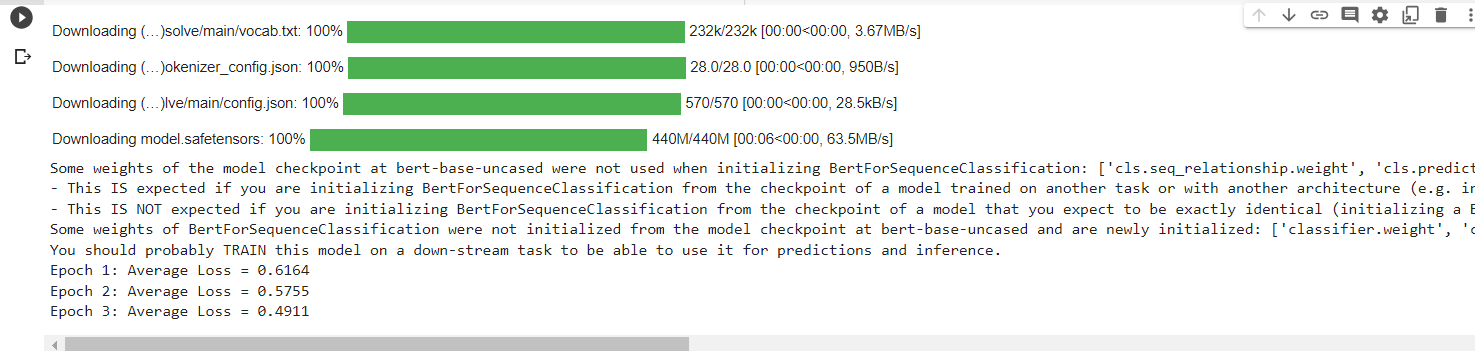 Downloading (…)solve/main/vocab.txt: 100% 232k/232k [00:00<00:00, 3.67MB/s]
Downloading (…)okenizer_config.json: 100% 28.0/28.0 [00:00<00:00, 950B/s]
Downloading (…)lve/main/config.json: 100% 570/570 [00:00<00:00, 28.5kB/s]
Downloading model.safetensors: 100% 440M/440M [00:06<00:00, 63.5MB/s]
Some weights of the model checkpoint at bert-base-uncased were not used when initializing BertForSequenceClassification: ['cls.seq_relationship.weight', 'cls.predict
- This IS expected if you are initializing BertForSequenceClassification from the checkpoint of a model trained on another task or with another architecture (e.g. in
- This IS NOT expected if you are initializing BertForSequenceClassification from the checkpoint of a model that you expect to be exactly identical (initializing a B
Some weights of BertForSequenceClassification were not initialized from the model checkpoint at bert-base-uncased and are newly initialized: ['classifier.weight', 'c
You should probably TRAIN this model on a down-stream task to be able to use it for predictions and inference.
Epoch 1: Average Loss = 0.6164
Epoch 2: Average Loss = 0.5755
Epoch 3: Average Loss = 0.4911